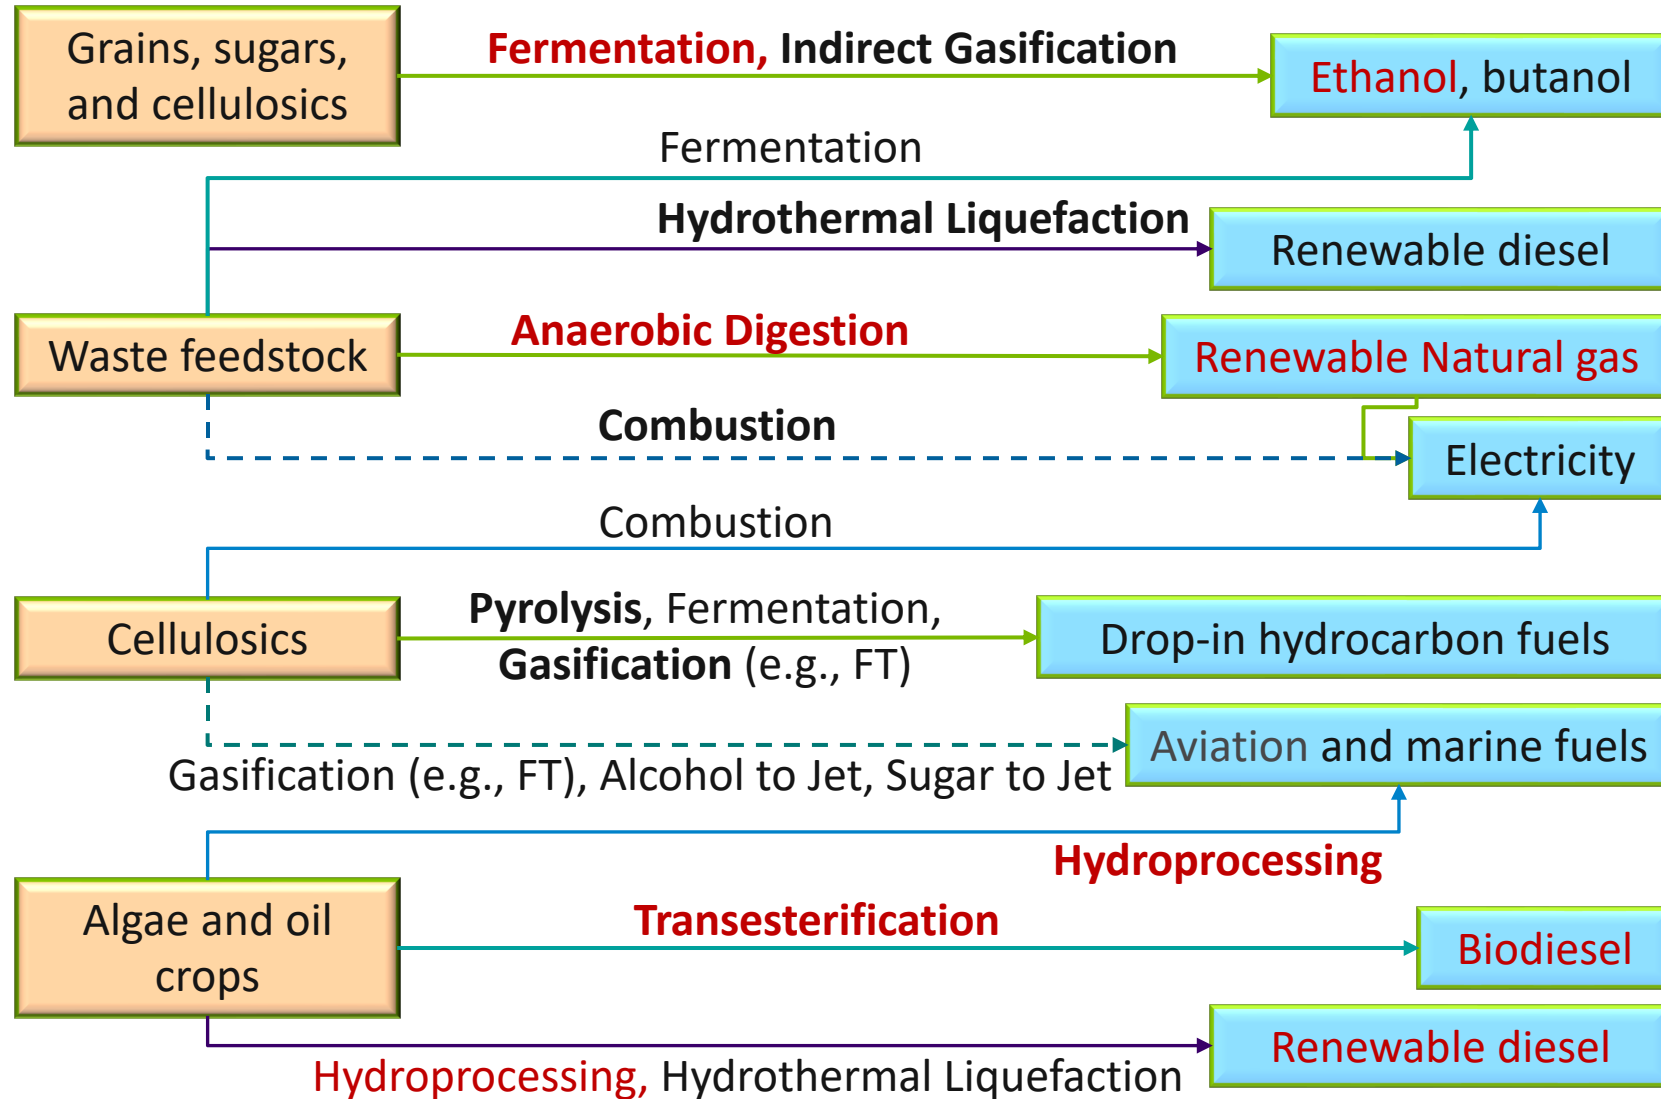 Grains, sugars,
and cellulosics
Fermentation, Indirect Gasification
Ethanol, butanol
Fermentation
Hydrothermal Liquefaction
Renewable diesel
Waste feedstock
Anaerobic Digestion
Renewable Natural gas
Combustion
Electricity
Combustion
Cellulosics
Pyrolysis, Fermentation,
Gasification (e.g., FT)
Drop-in hydrocarbon fuels
Aviation and marine fuels
Gasification (e.g., FT), Alcohol to Jet, Sugar to Jet
Hydroprocessing
Algae and oil
crops
Transesterification
Biodiesel
Renewable diesel
Hydroprocessing, Hydrothermal Liquefaction